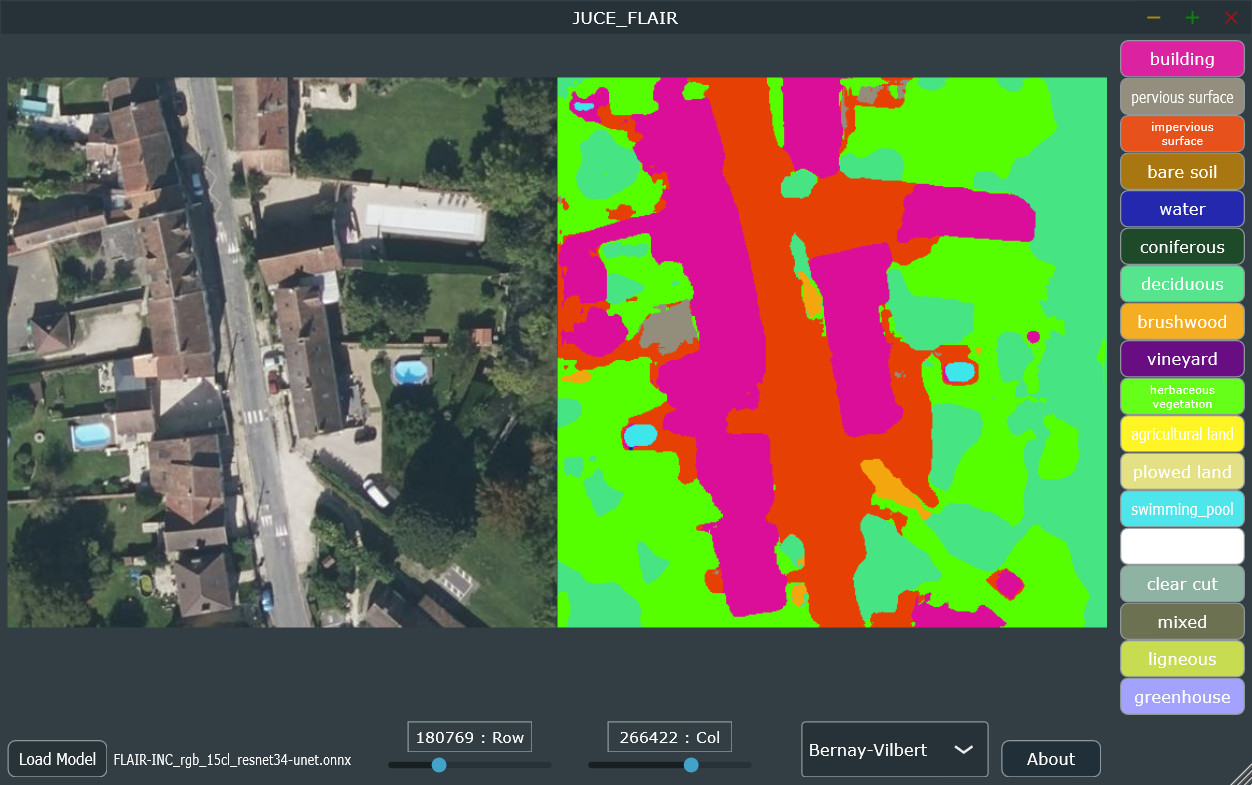 JUCE_FLAIR
building
pervious surface
impervious
surface
bare soil
water
coniferous
deciduous
brushwood
vineyard
herbaceous
vegetation
agricultural land
plowed land
swimming_pool
clear cut
mixed
ligneous
greenhouse
Load Model
FLAIR-INC_rgb_15cl_resnet34-unet.onnx
180769 : Row
266422 : Col
Bernay-Vilbert
About